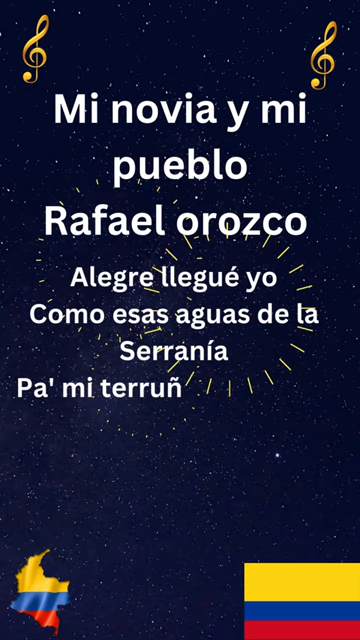 Mi novia y mi
pueblo
Rafael orozco
Alegre llegué yo
Como esas aguas de la
Serranía
Pa' mi terruñ